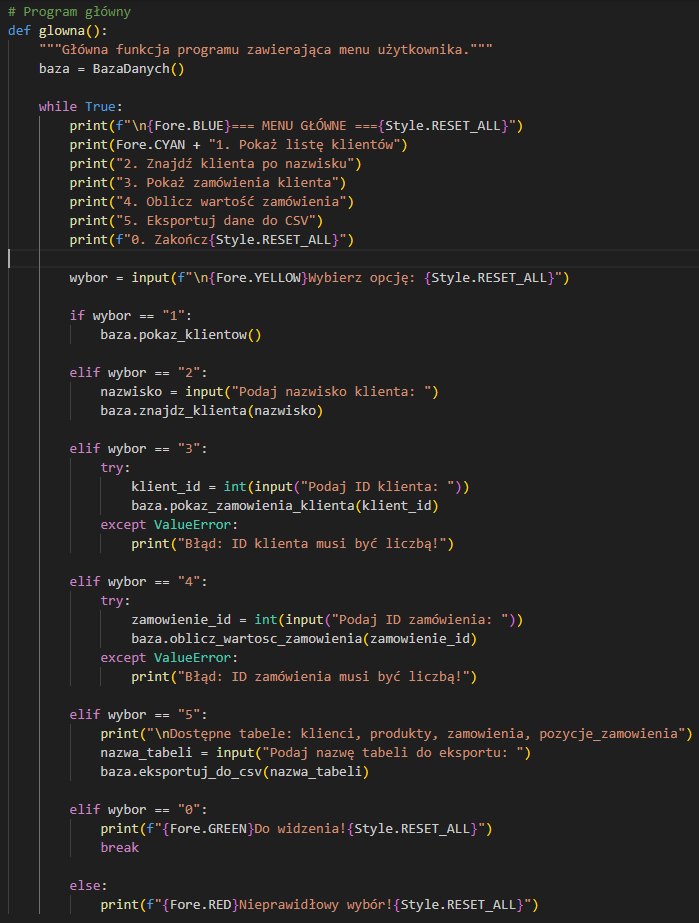 # Program główny
def glowna():
    """Główna funkcja programu zawierająca menu użytkownika."""
    baza = BazaDanych()

    while True:
        print(f"\n{Fore.BLUE}=== MENU GŁÓWNE ==={Style.RESET_ALL}")
        print(Fore.CYAN + "1. Pokaż listę klientów")
        print("2. Znajdź klienta po nazwisku")
        print("3. Pokaż zamówienia klienta")
        print("4. Oblicz wartość zamówienia")
        print("5. Eksportuj dane do CSV")
        print(f"0. Zakończ{Style.RESET_ALL}")

        wybor = input(f"\n{Fore.YELLOW}Wybierz opcję: {Style.RESET_ALL}")

        if wybor == "1":
            baza.pokaz_klientow()

        elif wybor == "2":
            nazwisko = input("Podaj nazwisko klienta: ")
            baza.znajdz_klienta(nazwisko)

        elif wybor == "3":
            try:
                klient_id = int(input("Podaj ID klienta: "))
                baza.pokaz_zamowienia_klienta(klient_id)
            except ValueError:
                print("Błąd: ID klienta musi być liczbą!")

        elif wybor == "4":
            try:
                zamowienie_id = int(input("Podaj ID zamówienia: "))
                baza.oblicz_wartosc_zamowienia(zamowienie_id)
            except ValueError:
                print("Błąd: ID zamówienia musi być liczbą!")

        elif wybor == "5":
            print("\nDostępne tabele: klienci, produkty, zamowienia, pozycje_zamowienia")
            nazwa_tabeli = input("Podaj nazwę tabeli do eksportu: ")
            baza.eksportuj_do_csv(nazwa_tabeli)

        elif wybor == "0":
            print(f"{Fore.GREEN}Do widzenia!{Style.RESET_ALL}")
            break

        else:
            print(f"{Fore.RED}Nieprawidłowy wybór!{Style.RESET_ALL}")